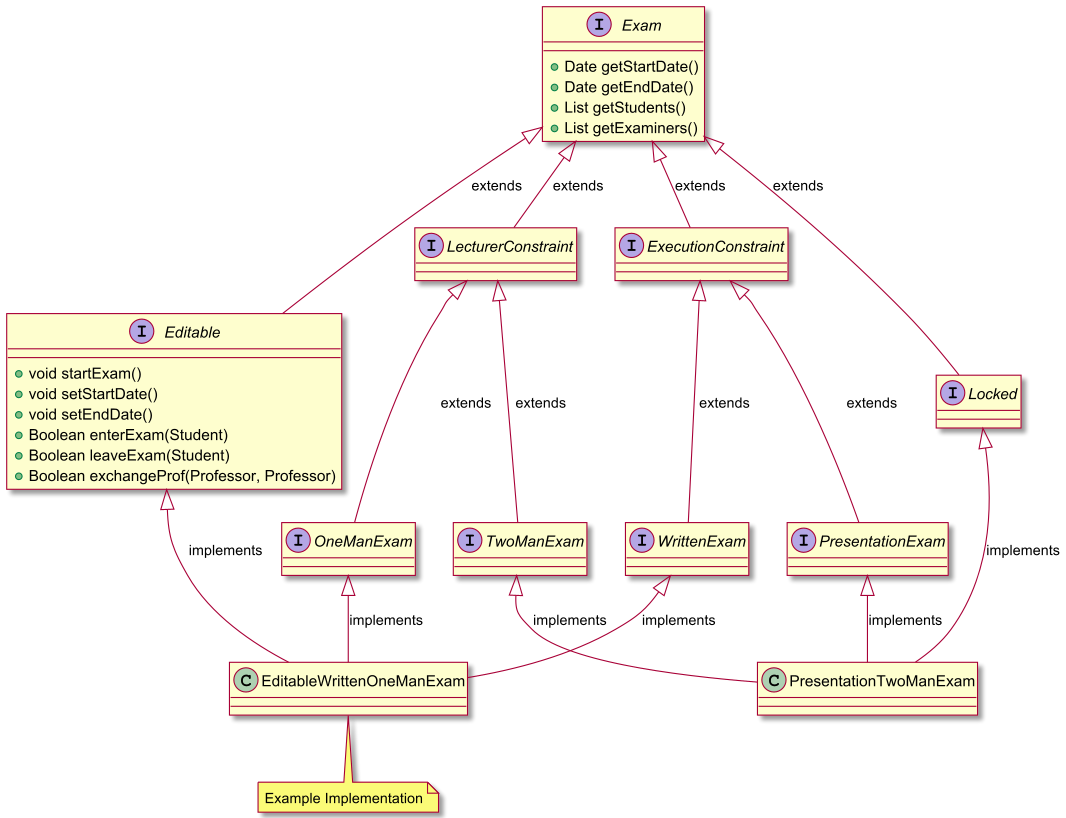 I Exam
Date getStartDate()
Date getEndDate()
List getStudents()
List getExaminers()
extends
extends
extends
extends
I LecturerConstraint
I ExecutionConstraint
I Editable
void startExam()
void setStartDate()
void setEndDate()
Boolean enterExam(Student)
Boolean leaveExam(Student)
Boolean exchangeProf(Professor, Professor)
I Locked
extends
extends
extends
extends
I OneManExam
I TwoManExam
I WrittenExam
I PresentationExam
implements
implements
implements
implements
implements
implements
C EditableWrittenOneManExam
C PresentationTwoManExam
Example Implementation